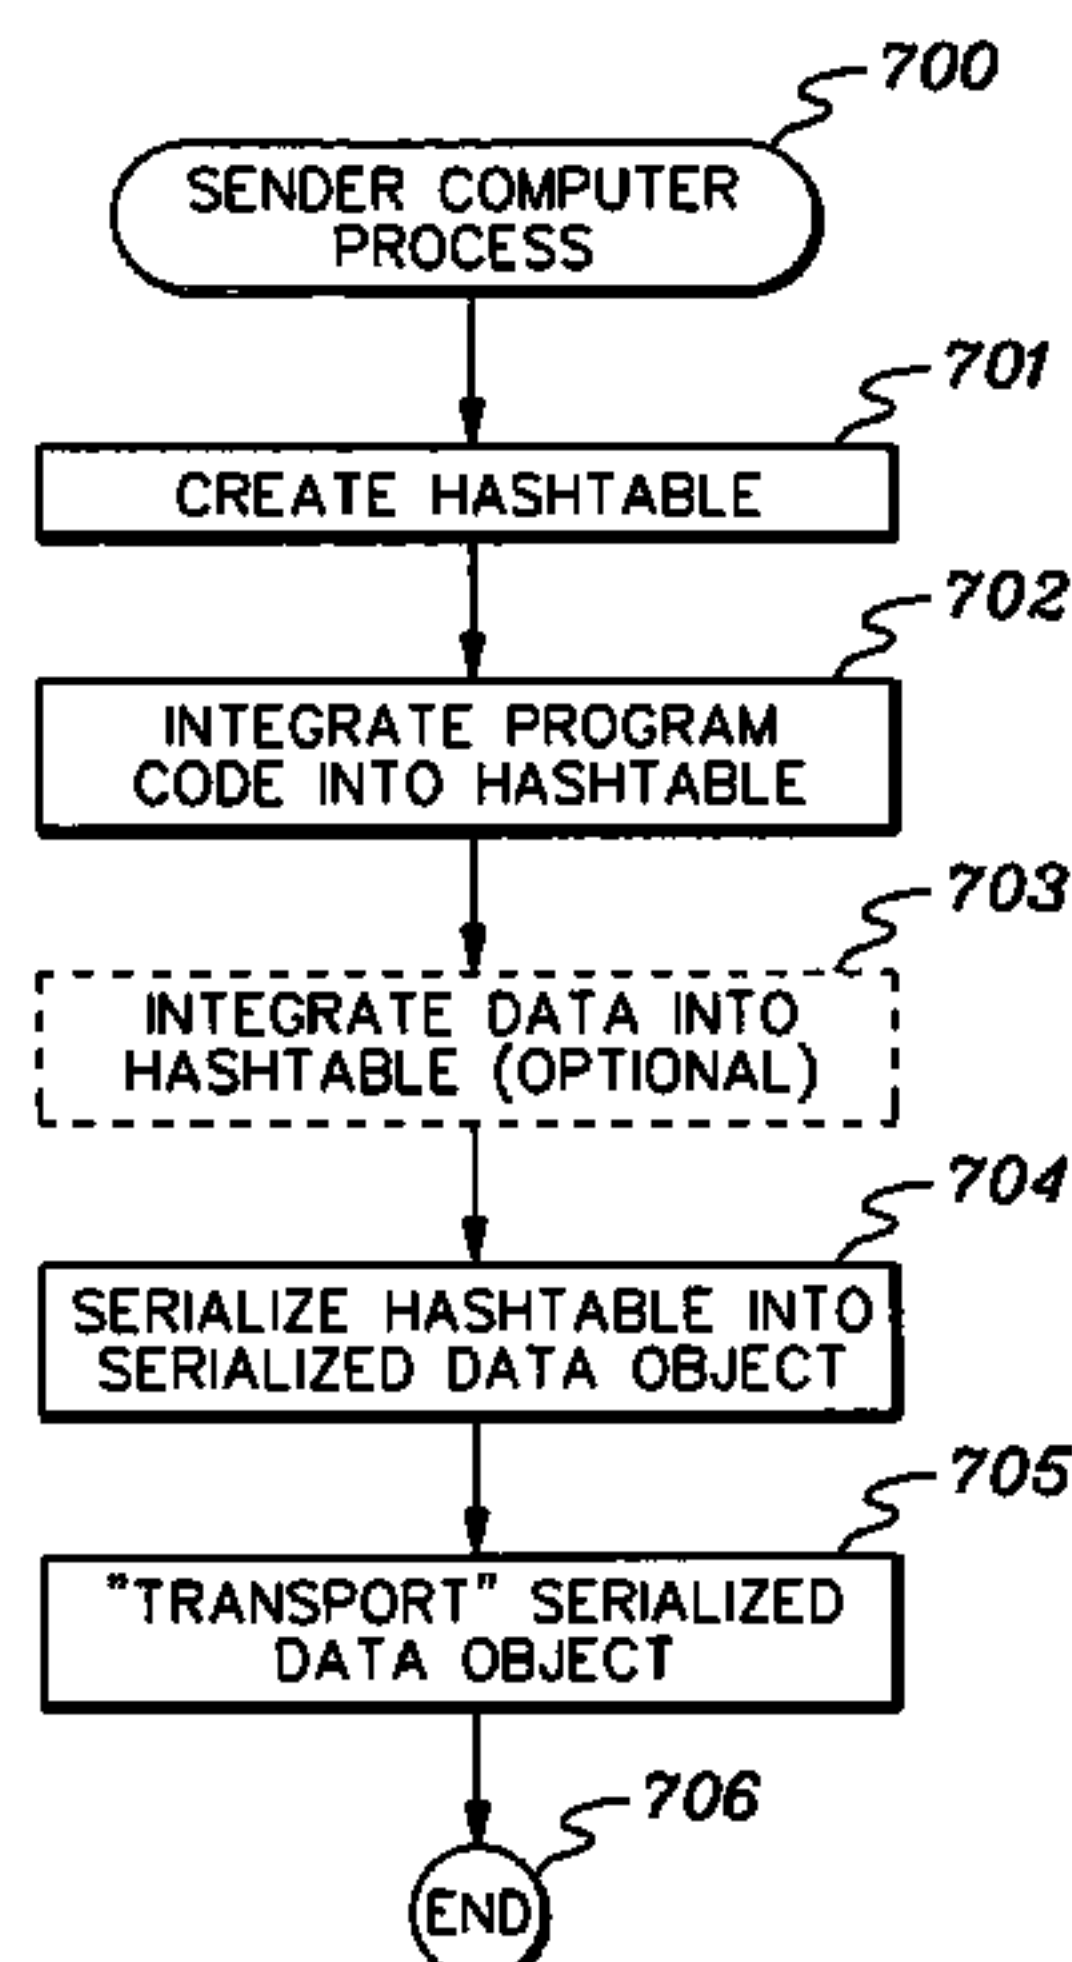 700
SENDER COMPUTER
PROCESS
701
CREATE HASHTABLE
702
INTEGRATE PROGRAM
CODE INTO HASHTABLE
703
INTEGRATE DATA INTO
HASHTABLE (OPTIONAL)
704
SERIALIZE HASHTABLE INTO
SERIALIZED DATA OBJECT
705
"TRANSPORT" SERIALIZED
DATA OBJECT
706
END